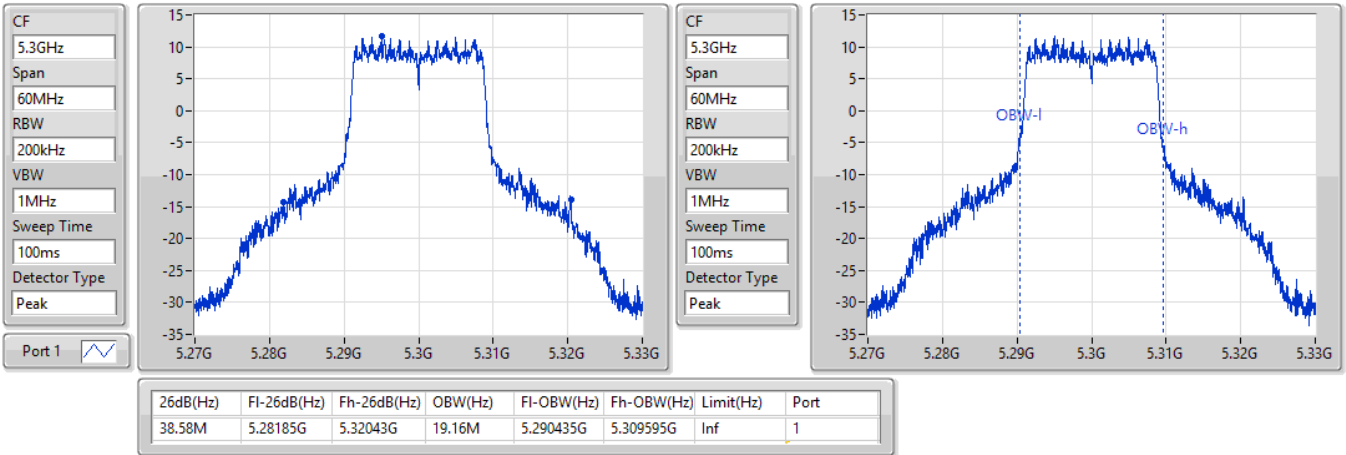 CF
5.3GHz
Span
60MHz
RBW
200kHz
VBW
1MHz
Sweep Time
100ms
Detector Type
Peak
Port 1
15
10
5
0
-5
-10
-15
-20
-25
-30
-35
5.27G 5.28G 5.29G 5.3G 5.31G 5.32G 5.33G
CF
5.3GHz
Span
60MHz
RBW
200kHz
VBW
1MHz
Sweep Time
100ms
Detector Type
Peak
15
10
5
0
-5
-10
-15
-20
-25
-30
-35
OBW-l
OBW-h
5.27G 5.28G 5.29G 5.3G 5.31G 5.32G 5.33G
26dB(Hz) Fl-26dB(Hz) Fh-26dB(Hz) OBW(Hz) Fl-OBW(Hz) Fh-OBW(Hz) Limit(Hz) Port
38.58M 5.28185G 5.32043G 19.16M 5.290435G 5.309595G Inf 1